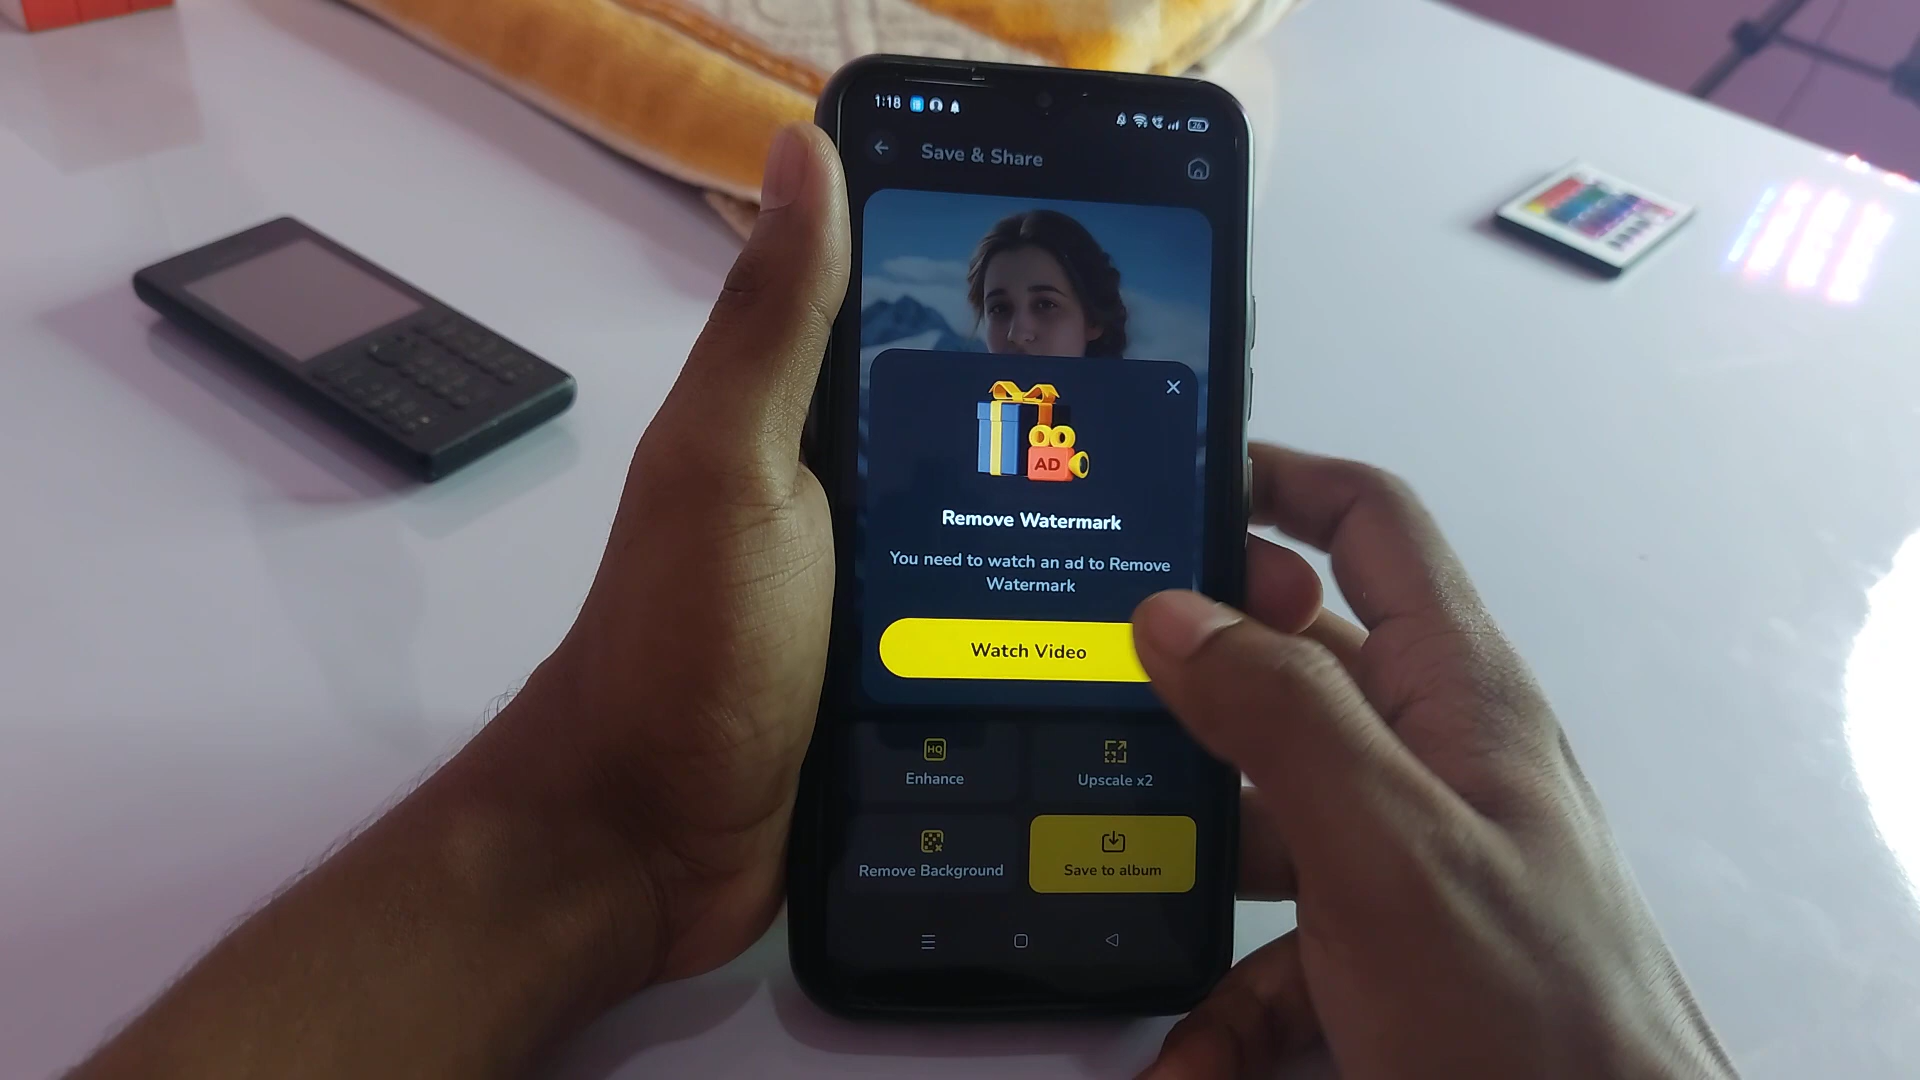 1:18
26
Save & Share
AD
Remove Watermark
You need to watch an ad to Remove
Watermark
Watch Video
HQ
Enhance
Upscale x2
Remove Background
Save to album